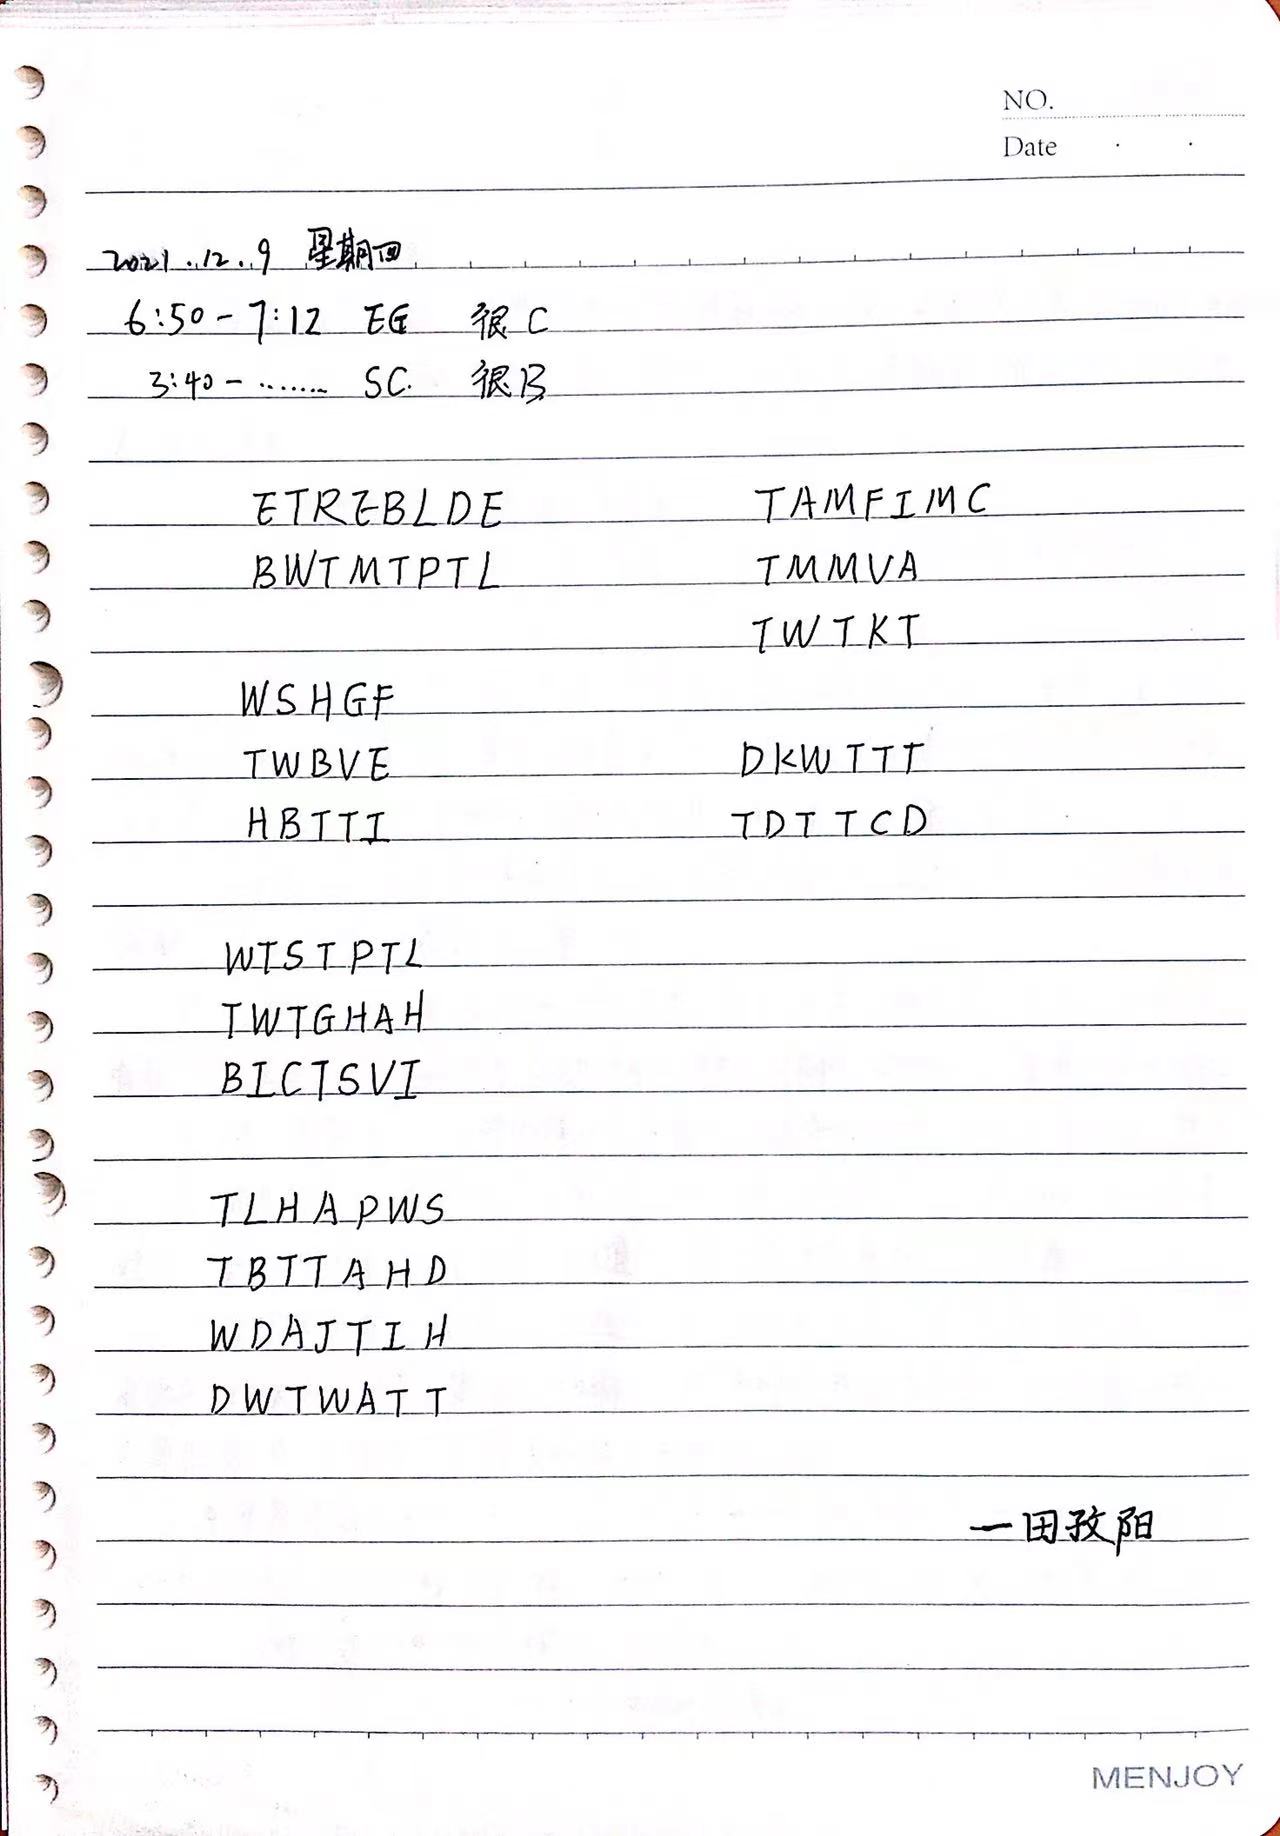 NO.
Date
2021.12.9 星期四
6:50-7:12 EG 很C
3:40-....... SC. 很B
ETREBLDE TAMFIMC
BWTMTPTL TMMVA
TWTKT
WSHGF
TWBVE DKWTTT
HBTTI TDTTCD
WTSTPTL
TWTGHAH
BICTSVI
TLHAPWS
TBTTAHD
WDAJTIH
DWTWATT
一田孜阳
MENJOY